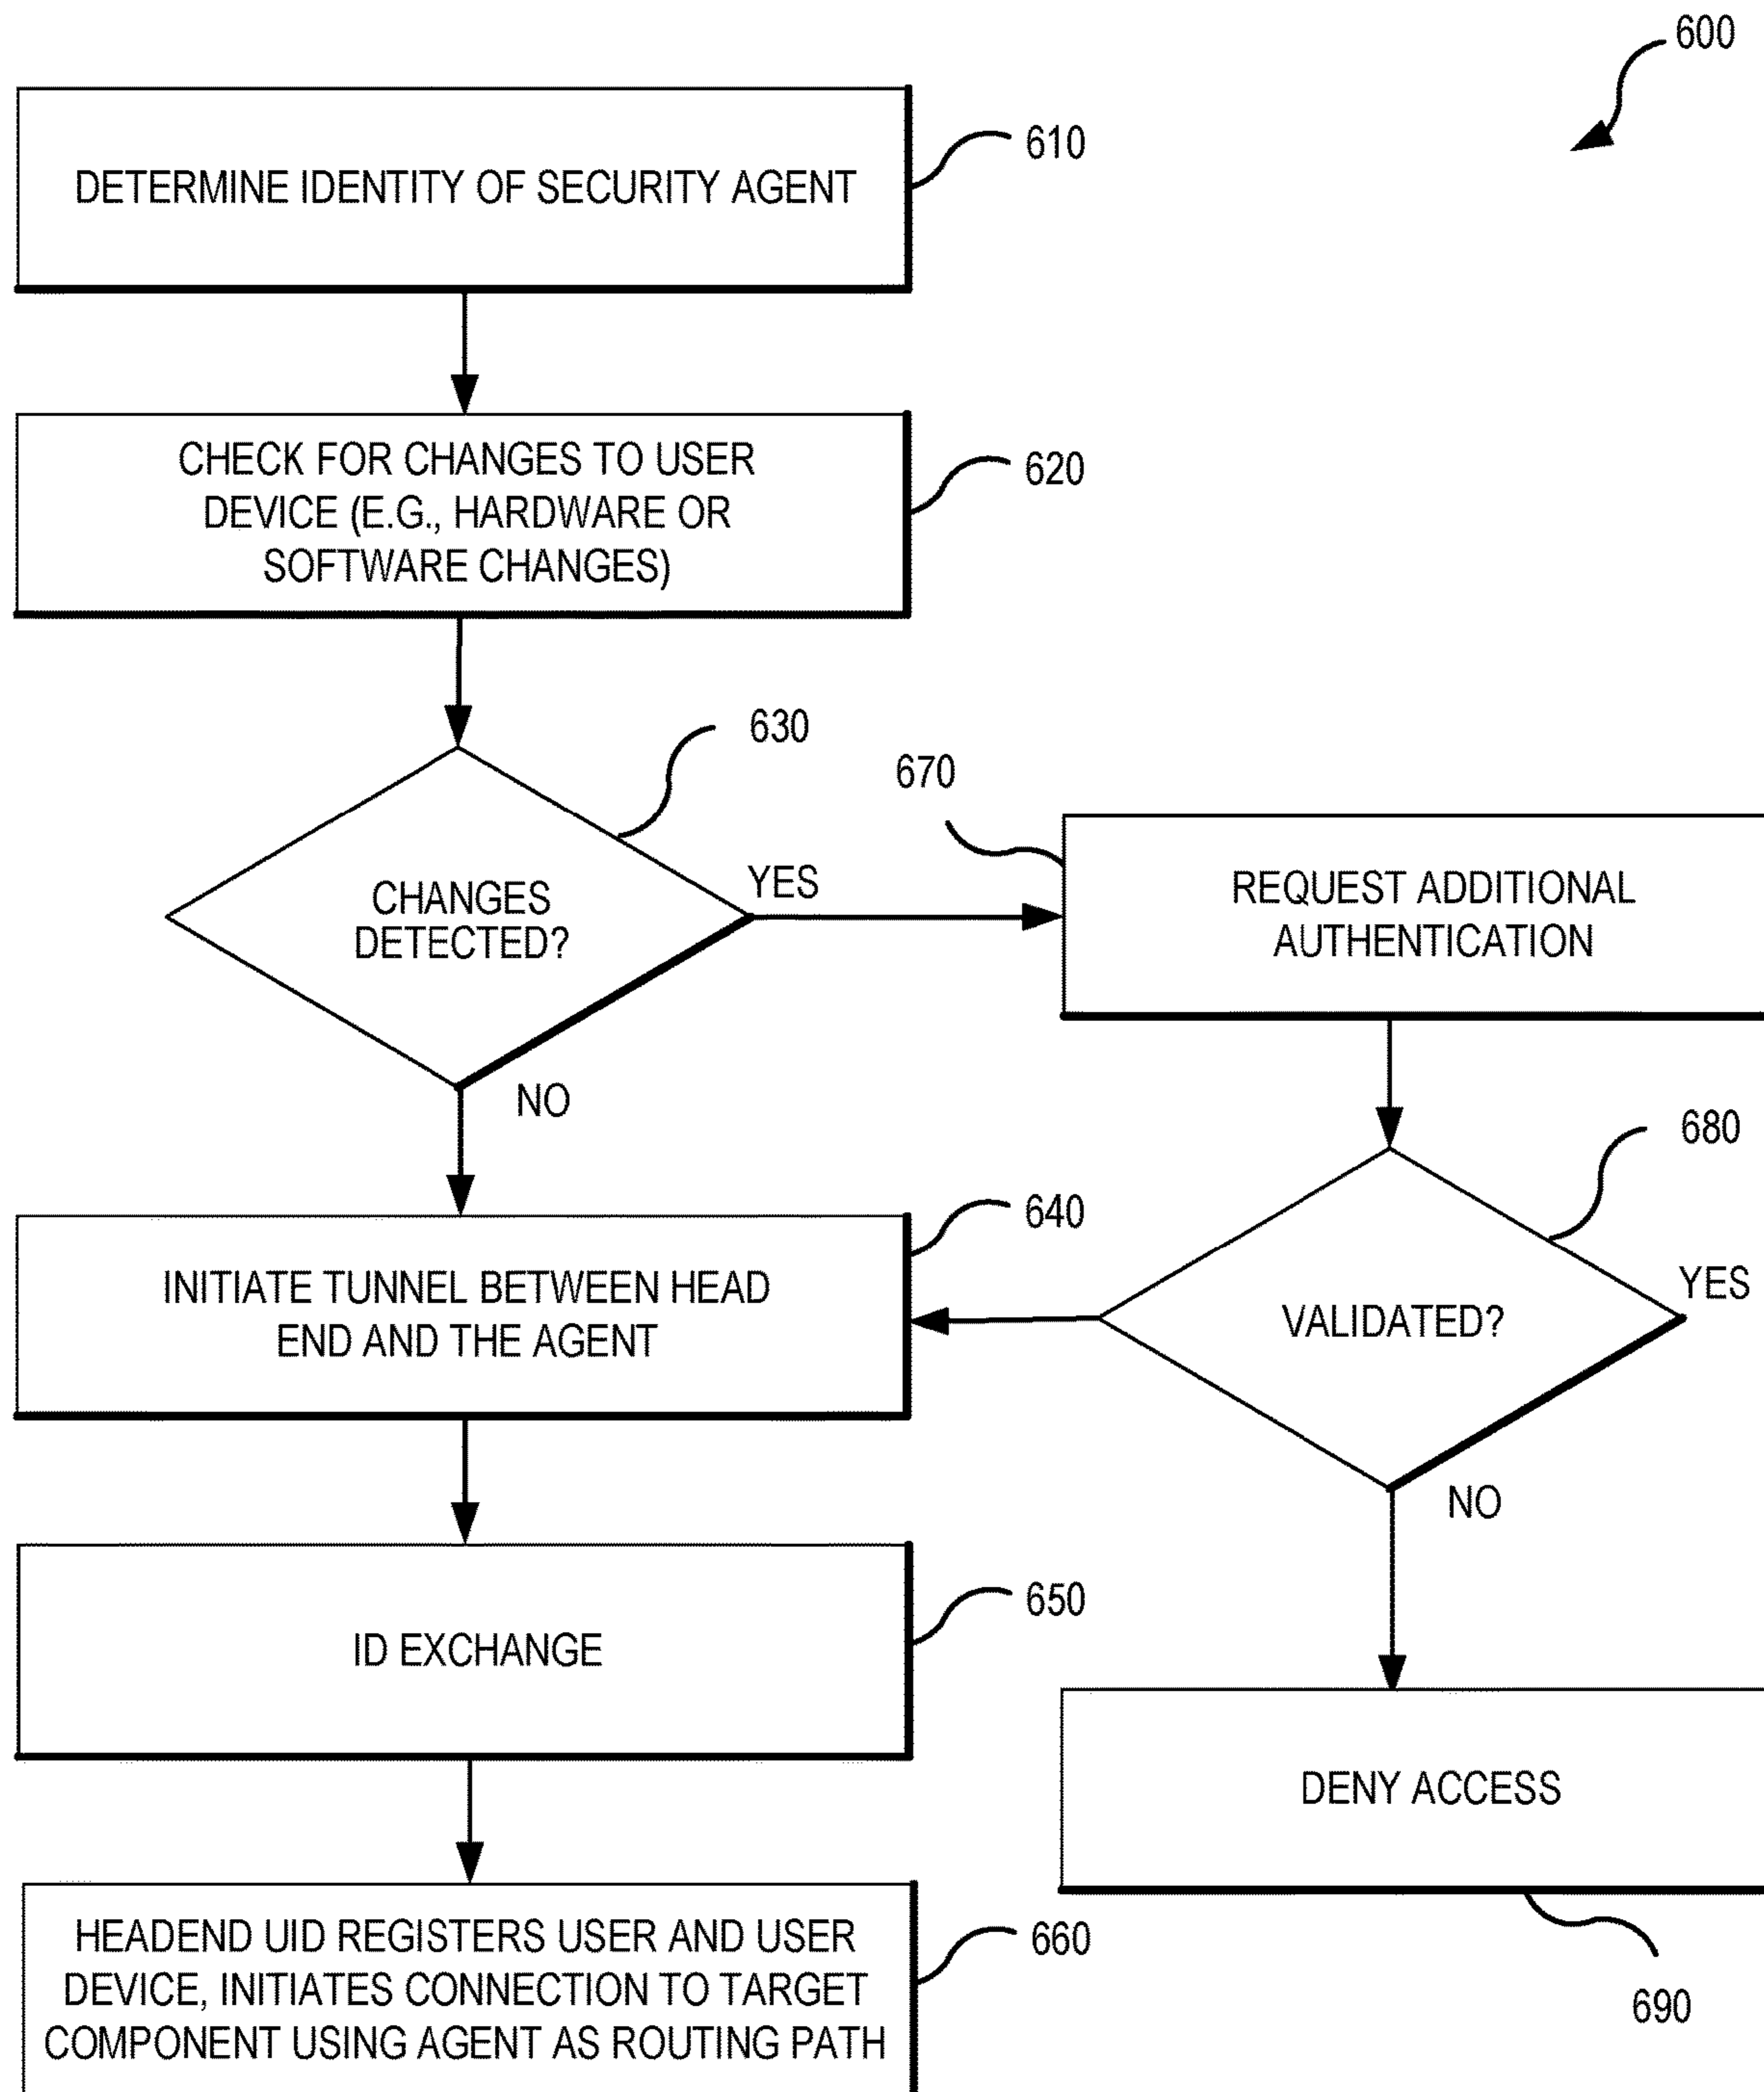 600
DETERMINE IDENTITY OF SECURITY AGENT
610
CHECK FOR CHANGES TO USER
DEVICE (E.G., HARDWARE OR
SOFTWARE CHANGES)
620
630
CHANGES
DETECTED?
YES
NO
670
REQUEST ADDITIONAL
AUTHENTICATION
680
VALIDATED?
YES
NO
640
INITIATE TUNNEL BETWEEN HEAD
END AND THE AGENT
650
ID EXCHANGE
DENY ACCESS
690
HEADEND UID REGISTERS USER AND USER
DEVICE, INITIATES CONNECTION TO TARGET
COMPONENT USING AGENT AS ROUTING PATH
660